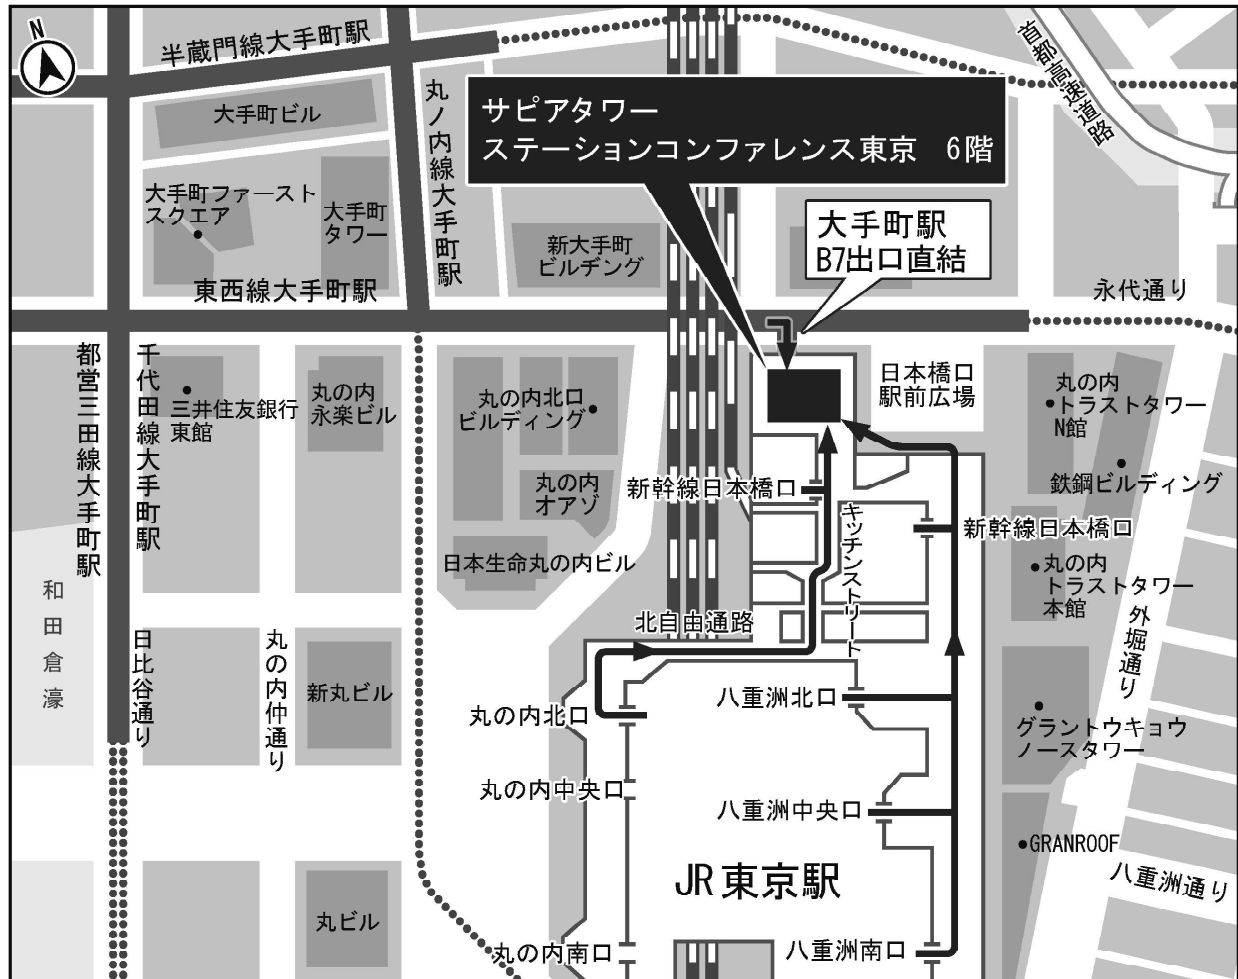 N
半蔵門線大手町駅
首都高速道路
大手町ビル
丸ノ内線大手町駅
サピアタワー
ステーションコンファレンス東京 6階
大手町ファースト
スクエア
大手町
タワー
新大手町
ビルヂング
大手町駅
B7出口直結
東西線大手町駅
永代通り
都営三田線大手町駅
千代田線大手町駅
三井住友銀行
東館
丸の内
永楽ビル
丸の内北口
ビルディング
日本橋口
駅前広場
丸の内
トラストタワー
N館
丸の内
オアゾ
新幹線日本橋口
鉄鋼ビルディング
キッチンストリート
新幹線日本橋口
日本生命丸の内ビル
丸の内
トラストタワー
本館
和田倉濠
北自由通路
外堀通り
日比谷通り
丸の内仲通り
新丸ビル
丸の内北口
八重洲北口
グラントウキョウ
ノースタワー
丸の内中央口
八重洲中央口
GRANROOF
JR東京駅
八重洲通り
丸ビル
丸の内南口
八重洲南口